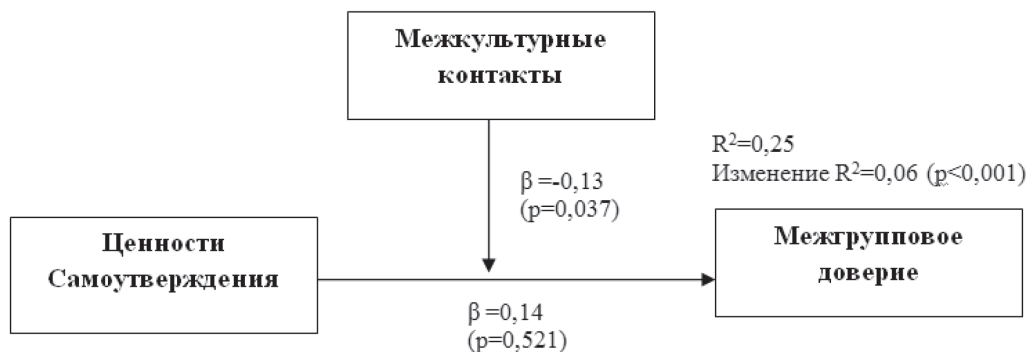 Межкультурные
контакты
R²=0,25
Изменение R²=0,06 (p<0,001)
β =-0,13
(p=0,037)
Ценности
Самоутверждения
Межгрупповое
доверие
β =0,14
(p=0,521)